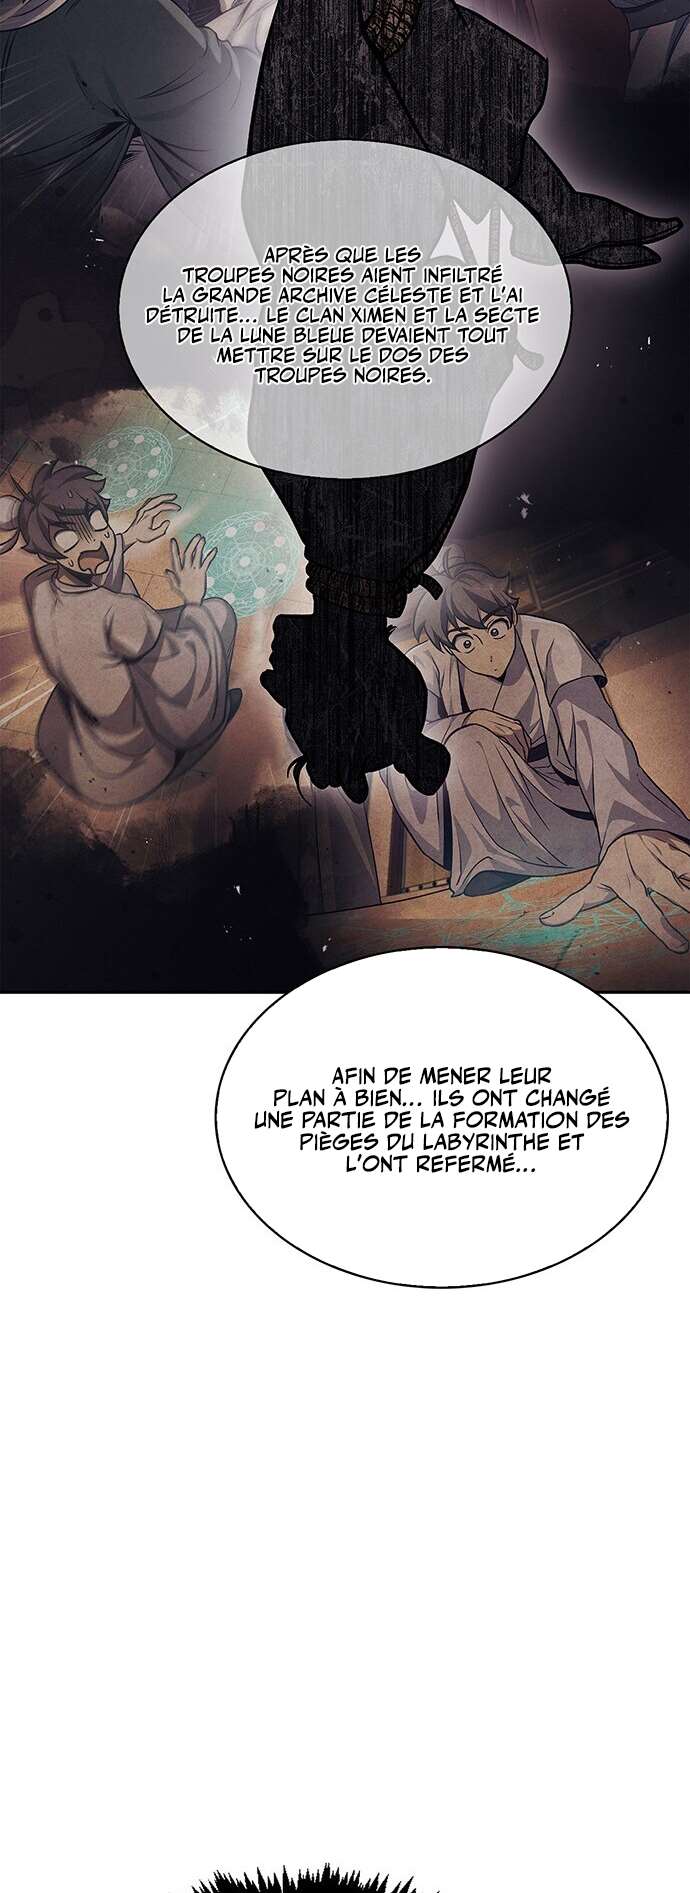 APRÈS QUE LES
TROUPES NOIRES AIENT INFILTRÉ
LA GRANDE ARCHIVE CÉLESTE ET L'AI
DÉTRUITE... LE CLAN XIMEN ET LA SECTE
DE LA LUNE BLEUE DEVAIENT TOUT
METTRE SUR LE DOS DES
TROUPES NOIRES.
AFIN DE MENER LEUR
PLAN À BIEN... ILS ONT CHANGÉ
UNE PARTIE DE LA FORMATION DES
PIÈGES DU LABYRINTHE ET
L'ONT REFERMÉ...